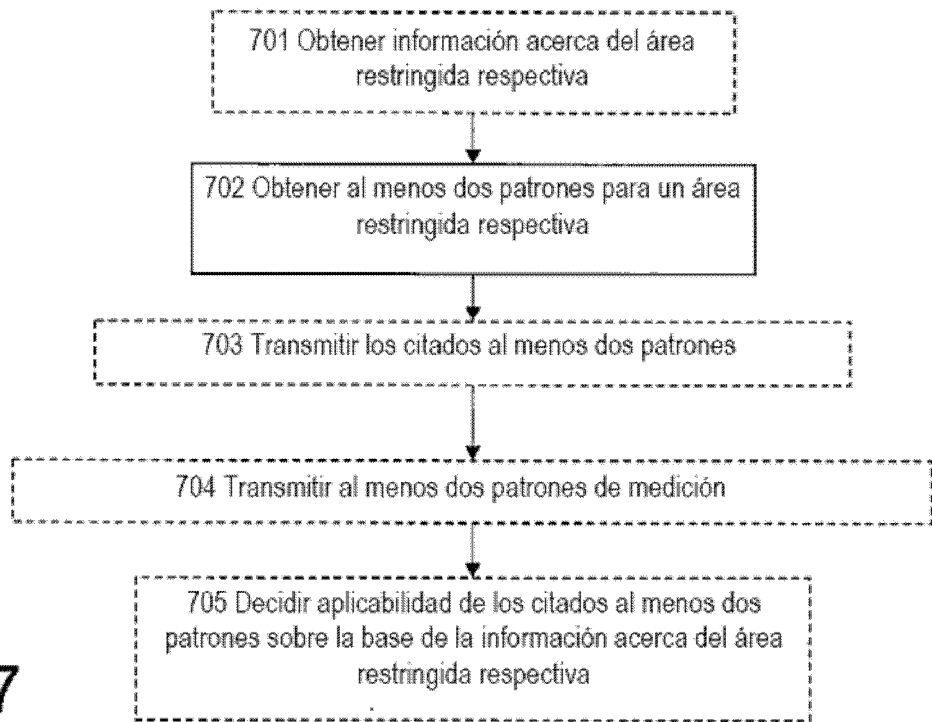 701 Obtener información acerca del área
restringida respectiva
702 Obtener al menos dos patrones para un área
restringida respectiva
703 Transmitir los citados al menos dos patrones
704 Transmitir al menos dos patrones de medición
705 Decidir aplicabilidad de los citados al menos dos
patrones sobre la base de la información acerca del área
restringida respectiva
7